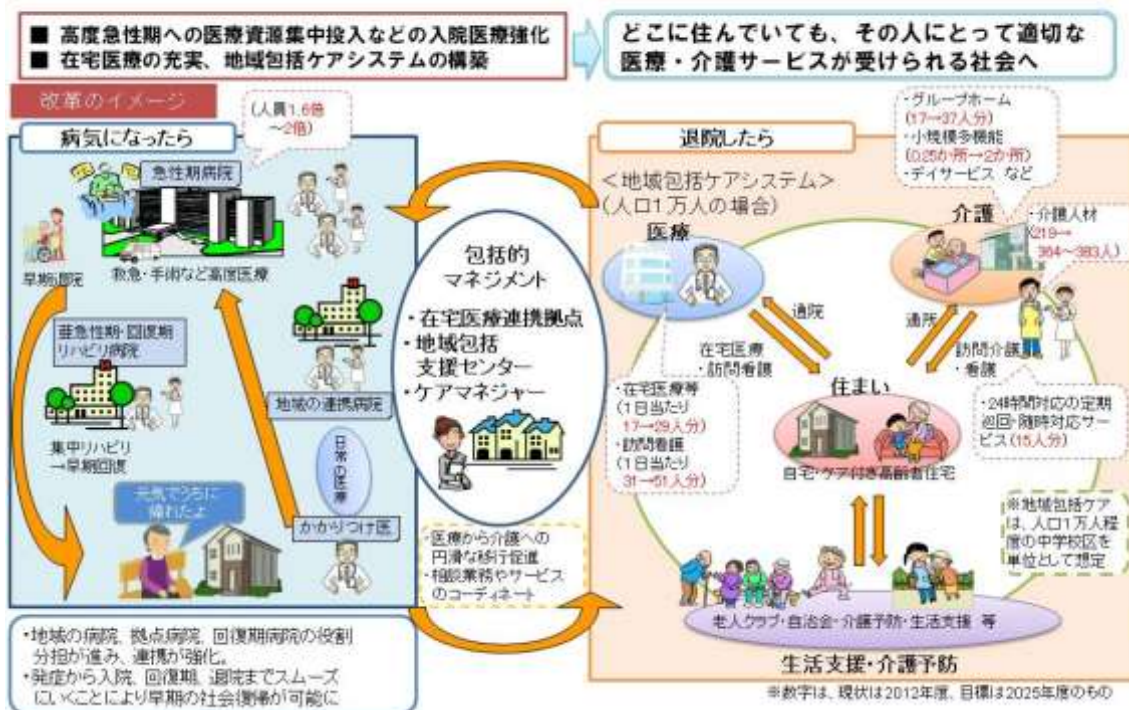 ■ 高度急性期への医療資源集中投入などの入院医療強化
■ 在宅医療の充実、地域包括ケアシステムの構築
どこに住んでいても、その人にとって適切な
医療・介護サービスが受けられる社会へ
改革のイメージ
病気になったら
(人員1.6倍
～2倍)
急性期病院
早期退院
救急・手術など高度医療
亜急性期・回復期
リハビリ病院
集中リハビリ
→早期回復
地域の連携病院
日常の医療
かかりつけ医
元気でうちに
帰れたよ
・地域の病院、拠点病院、回復期病院の役割
分担が進み、連携が強化。
・発症から入院、回復期、退院までスムーズ
にいくことにより早期の社会復帰が可能に
包括的
マネジメント
・在宅医療連携拠点
・地域包括
支援センター
・ケアマネジャー
・医療から介護への
円滑な移行促進
・相談業務やサービス
のコーディネート
退院したら
＜地域包括ケアシステム＞
(人口1万人の場合)
医療
・グループホーム
(17→37人分)
・小規模多機能
(0.25か所→2か所)
・デイサービス など
介護
・介護人材
(219→
364～383人)
通院
在宅医療
・訪問看護
通所
訪問介護
・看護
・在宅医療等
(1日当たり
17→29人分)
・訪問看護
(1日当たり
31→51人分)
住まい
自宅・ケア付き高齢者住宅
・24時間対応の定期
巡回・随時対応サー
ビス(15人分)
※地域包括ケア
は、人口1万人程
度の中学校区を
単位として想定
老人クラブ・自治会・介護予防・生活支援 等
生活支援・介護予防
※数字は、現状は2012年度、目標は2025年度のもの